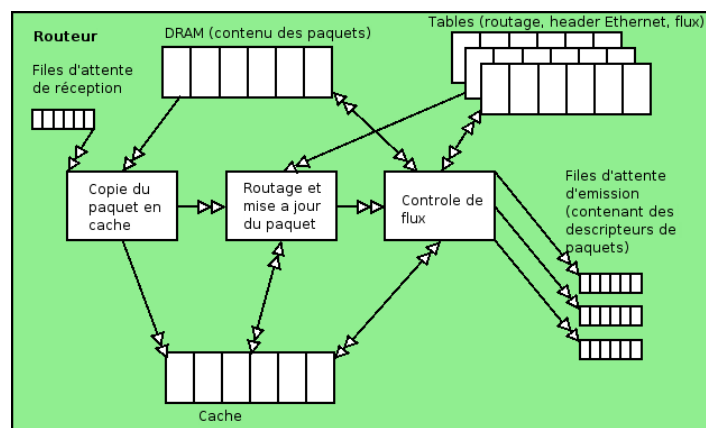 Routeur
DRAM (contenu des paquets)
Tables (routage, header Ethernet, flux)
Files d'attente
de réception
Copie du
paquet en
cache
Routage et
mise a jour
du paquet
Controle de
flux
Files d'attente
d'emission
(contenant des
descripteurs de
paquets)
Cache